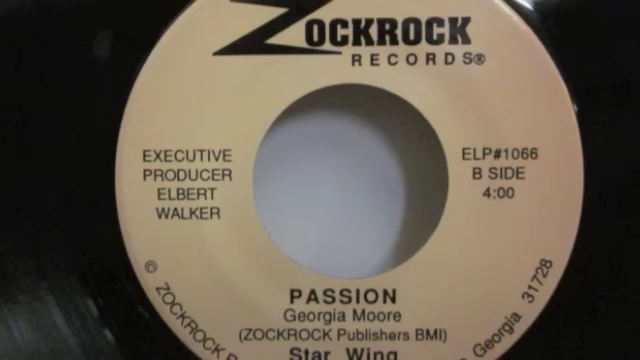 ZOCKROCK
RECORDS®
EXECUTIVE
PRODUCER
ELBERT
WALKER
ELP#1066
B SIDE
4:00
PASSION
Georgia Moore
(ZOCKROCK Publishers BMI)
Star Wing
© ZOCKROCK
Georgia 31728